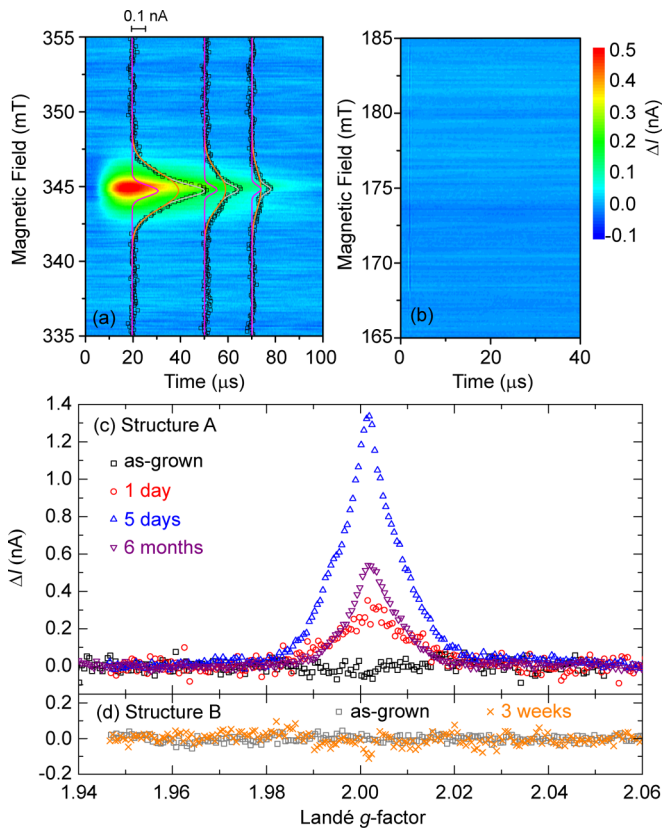 0.1 nA
355
350
345
340
335
Magnetic Field (mT)
(a)
0 20 40 60 80 100
Time (μs)
185
180
175
170
165
Magnetic Field (mT)
(b)
0 20 40
Time (μs)
0.5
0.4
0.3
0.2
0.1
0.0
-0.1
ΔI (nA)
1.4
1.2
1.0
0.8
0.6
0.4
0.2
0.0
ΔI (nA)
(c) Structure A
as-grown
1 day
5 days
6 months
0.2
0.0
-0.2
(d) Structure B
as-grown
3 weeks
1.94 1.96 1.98 2.00 2.02 2.04 2.06
Landé g-factor